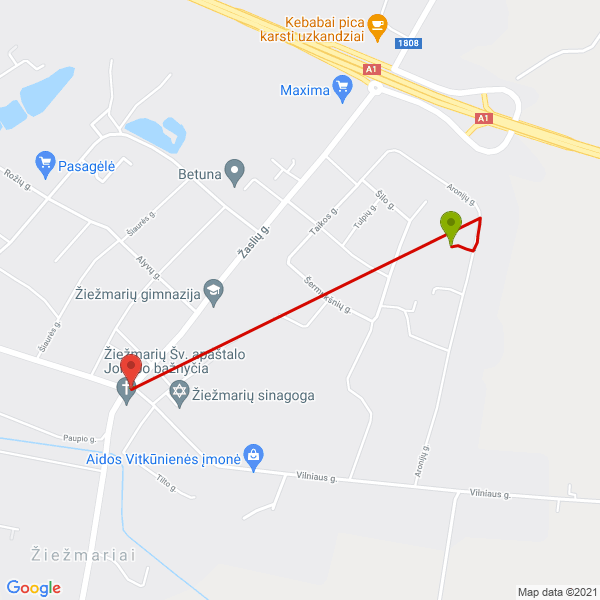 Kebabai pica
karsti uzkandziai
1808
A1
Maxima
A1
Pasagėlė
Rožių g.
Betuna
Šiaurės g.
Alyvų g.
Žaslių g.
Taikos g.
Tulpių g.
Šilo g.
Aronijų g.
Šermukšnių g.
Žiežmarių gimnazija
Šiaurės g.
Žiežmarių Šv. apaštalo
bažnyčia
Žiežmarių sinagoga
Paupio g.
Aidos Vitkūnienės įmonė
Tilto g.
Vilniaus g.
Aronijų g.
Vilniaus g.
Žiežmariai
Google
Map data ©2021